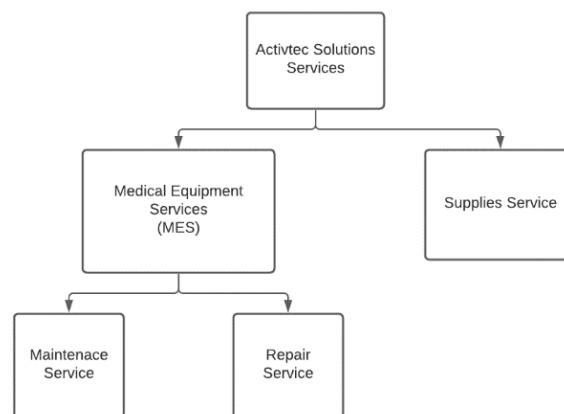 Activtec Solutions
Services
Medical Equipment
Services
(MES)
Supplies Service
Maintenace
Service
Repair
Service